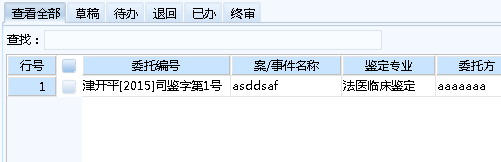 查看全部 草稿 待办 退回 已办 终审
查找：
行号 委托编号 案/事件名称 鉴定专业 委托方
1 津开平[2015]司鉴字第1号 asddsaf 法医临床鉴定 aaaaaaa